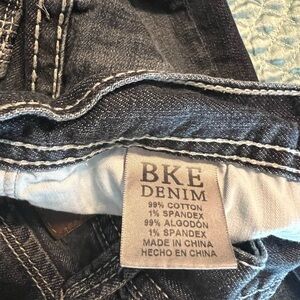 BKE
DENIM
99% COTTON
1% SPANDEX
99% ALGODÓN
1% SPANDEX
MADE IN CHINA
HECHO EN CHINA